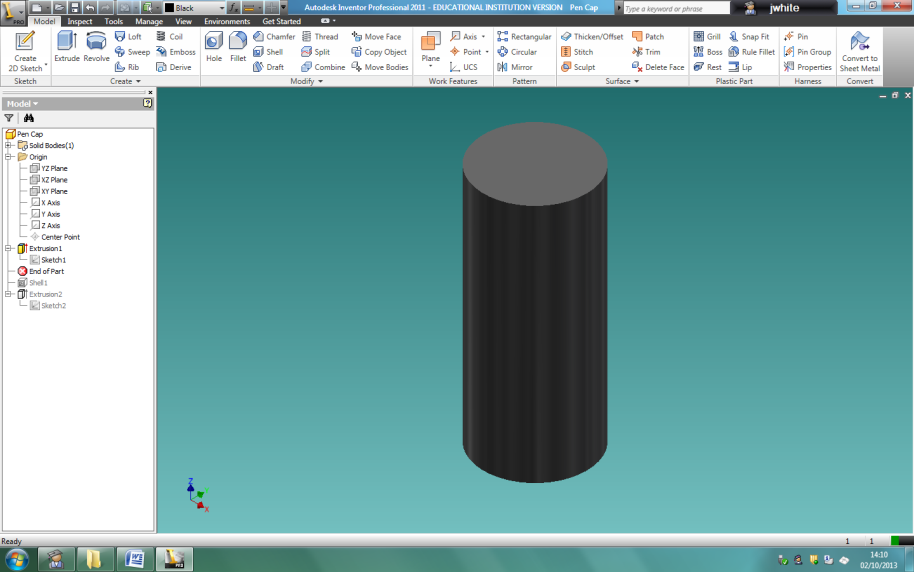 Black
Autodesk Inventor Professional 2011 - EDUCATIONAL INSTITUTION VERSION Pen Cap
Type a keyword or phrase
jwhite
PRO
Model Inspect Tools Manage View Environments Get Started
Create
2D Sketch
Extrude
Revolve
Loft
Sweep
Rib
Coil
Emboss
Derive
Hole
Fillet
Chamfer
Shell
Draft
Thread
Split
Combine
Move Face
Copy Object
Move Bodies
Plane
Axis
Point
UCS
Rectangular
Circular
Mirror
Thicken/Offset
Stitch
Sculpt
Patch
Trim
Delete Face
Grill
Boss
Rest
Snap Fit
Rule Fillet
Lip
Pin
Pin Group
Properties
Convert to
Sheet Metal
Sketch Create Modify Work Features Pattern Surface Plastic Part Harness Convert
Model
Pen Cap
Solid Bodies(1)
Origin
YZ Plane
XZ Plane
XY Plane
X Axis
Y Axis
Z Axis
Center Point
Extrusion1
Sketch1
End of Part
Shell1
Extrusion2
Sketch2
Z
X
Ready
1 1
14:10
02/10/2013